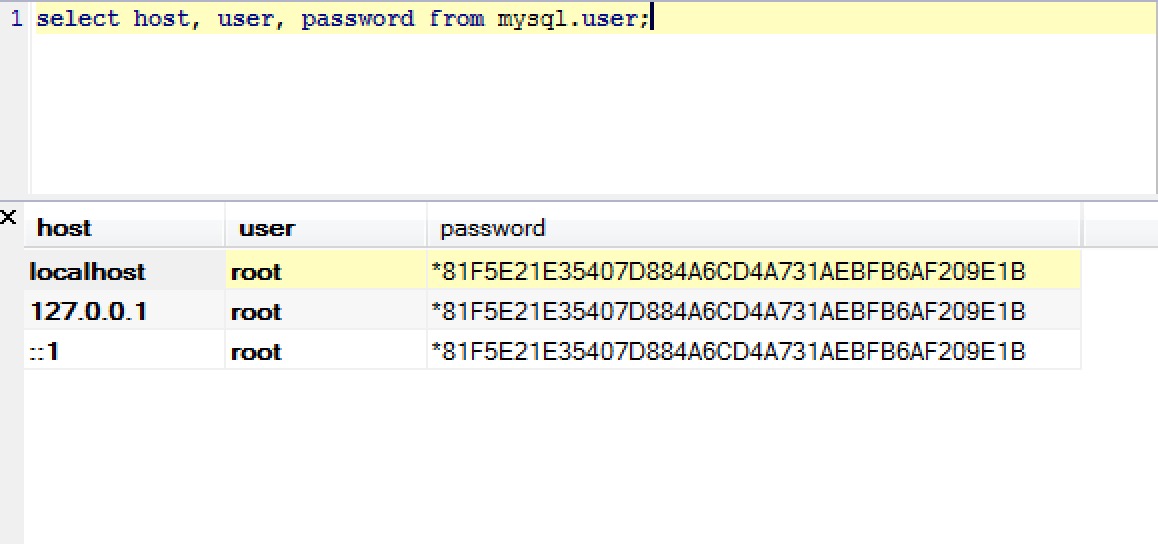 1 select host, user, password from mysql.user;
host user password
localhost root *81F5E21E35407D884A6CD4A731AEBFB6AF209E1B
127.0.0.1 root *81F5E21E35407D884A6CD4A731AEBFB6AF209E1B
::1 root *81F5E21E35407D884A6CD4A731AEBFB6AF209E1B